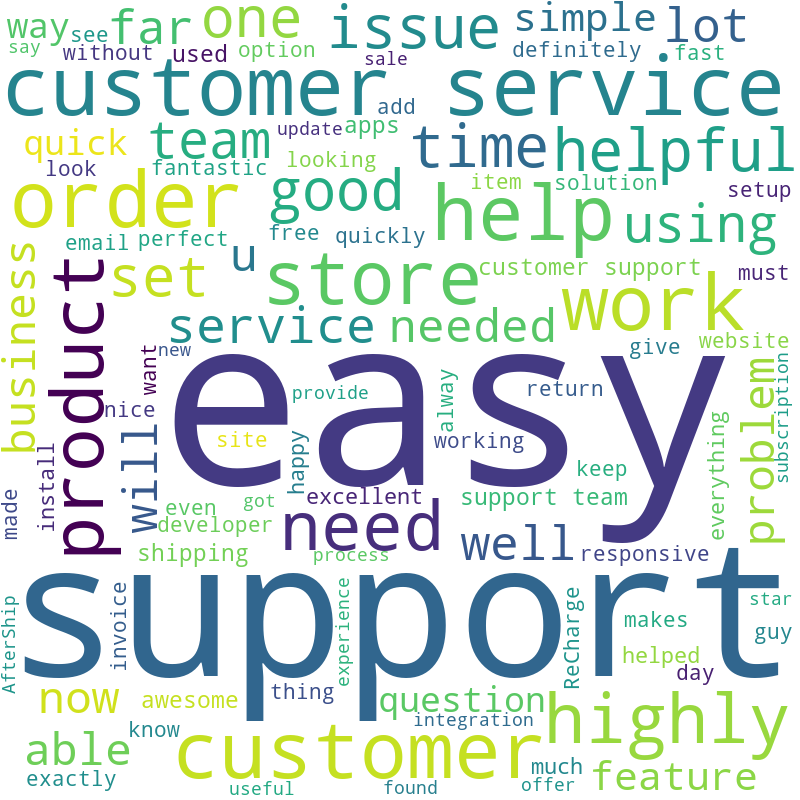 way
see
far
one
issue
simple
lot
say
without
used
option
sale
definitely
fast
customer service
add
quick
team
update
apps
time
helpful
look
fantastic
looking
order
good
item
solution
setup
help
using
email
perfect
free
quickly
u
business
product
set
store
customer support
must
work
service
needed
website
want
new
give
easy
nice
provide
alway
return
problem
subscription
will
site
working
everything
install
happy
keep
made
even
got
excellent
support team
developer
need
well
shipping
process
responsive
support
AfterShip
invoice
experience
ReCharge
makes
star
guy
helped
now
awesome
thing
question
day
integration
highly
know
customer
able
exactly
much
feature
useful
found
offer